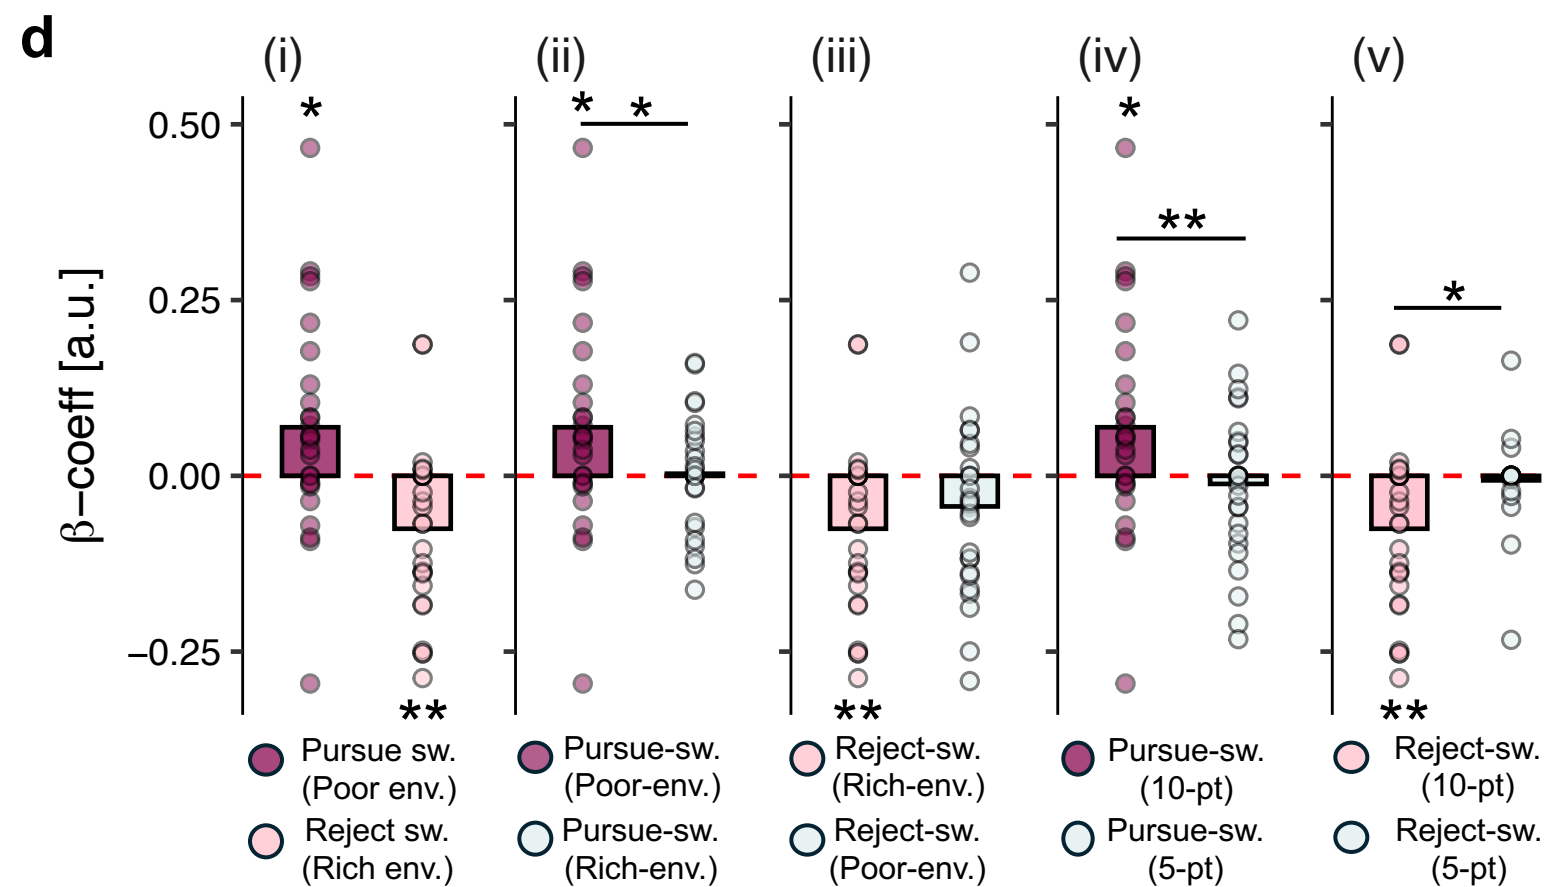 d
(i) (ii) (iii) (iv) (v)
* * * * **
** *
0.50
0.25
0.00
−0.25
β−coeff [a.u.]
** ** **
Pursue sw.
(Poor env.)
Reject sw.
(Rich env.)
Pursue-sw.
(Poor-env.)
Pursue-sw.
(Rich-env.)
Reject-sw.
(Rich-env.)
Reject-sw.
(Poor-env.)
Pursue-sw.
(10-pt)
Pursue-sw.
(5-pt)
Reject-sw.
(10-pt)
Reject-sw.
(5-pt)